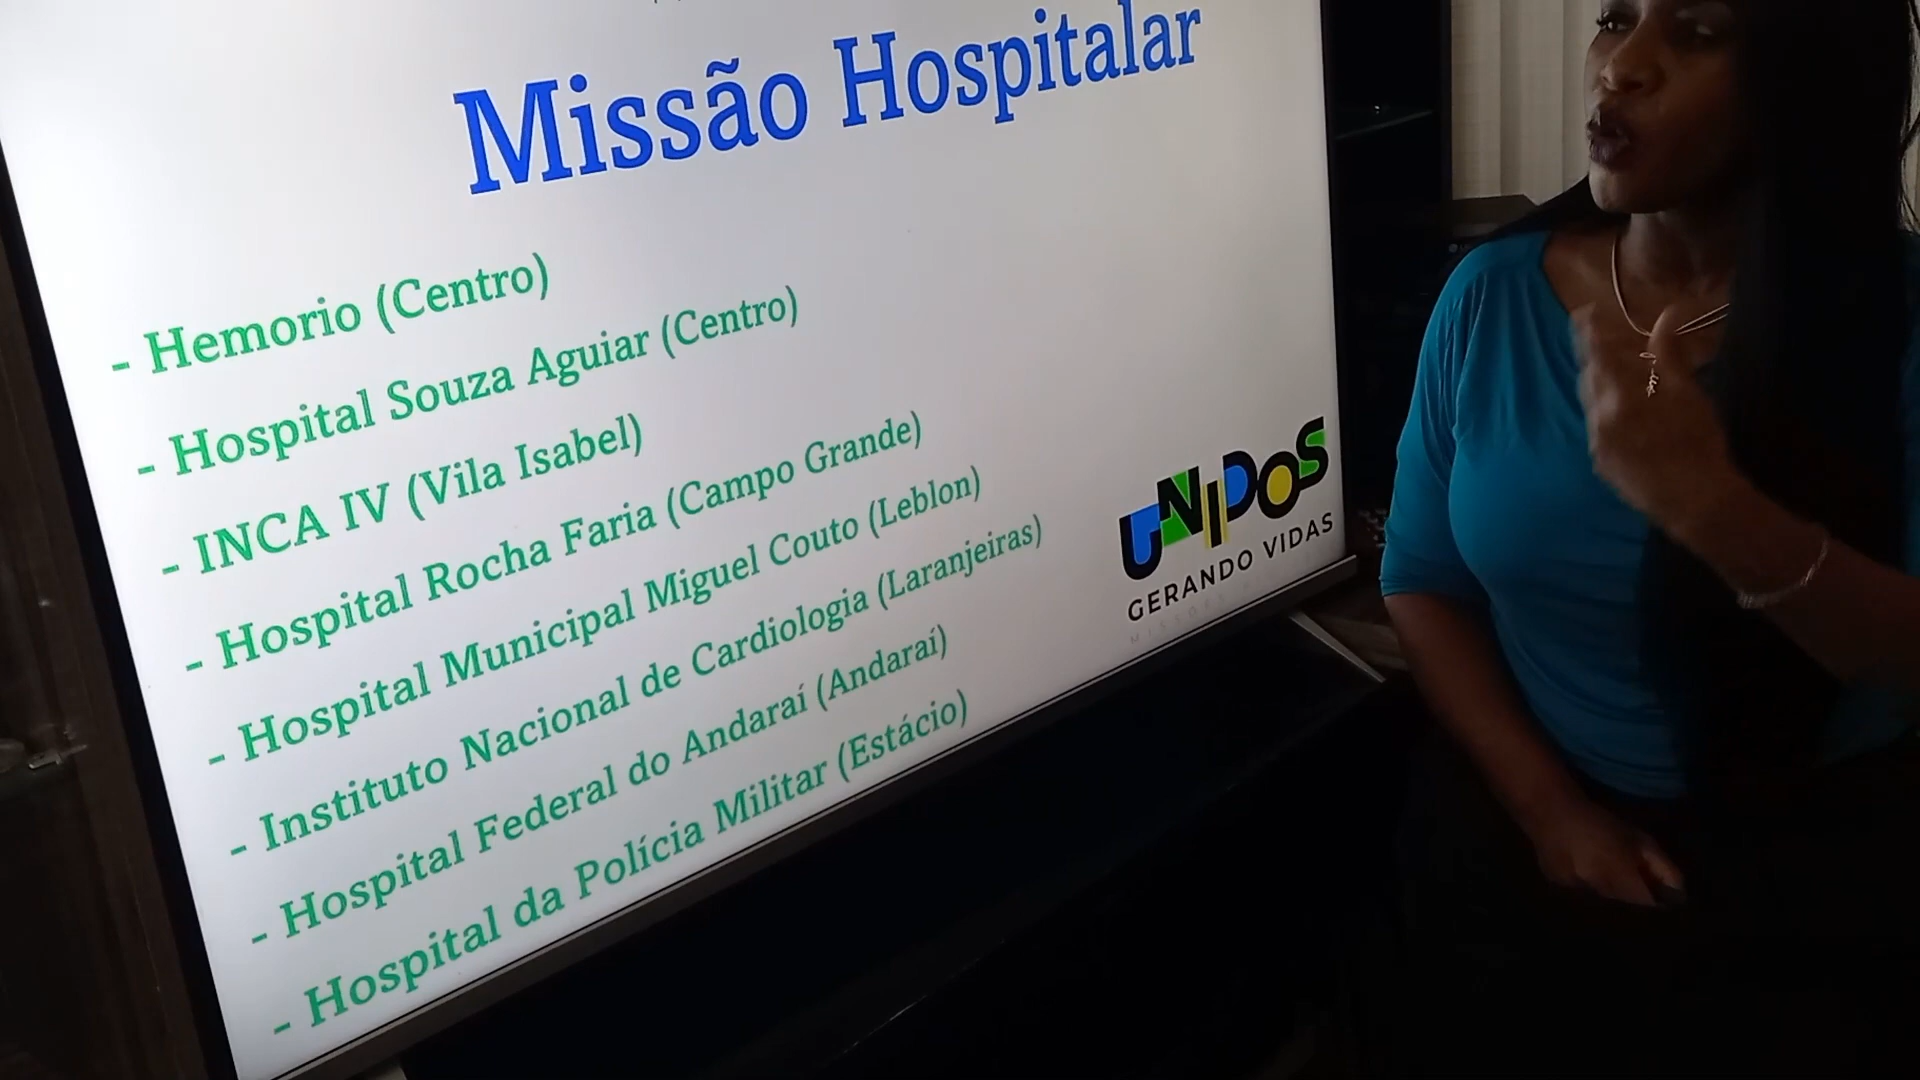 Missão Hospitalar
- Hemorio (Centro)
- Hospital Souza Aguiar (Centro)
- INCA IV (Vila Isabel)
- Hospital Rocha Faria (Campo Grande)
- Hospital Municipal Miguel Couto (Leblon)
- Instituto Nacional de Cardiologia (Laranjeiras)
- Hospital Federal do Andaraí (Andaraí)
- Hospital da Polícia Militar (Estácio)
UNIDOS
GERANDO VIDAS